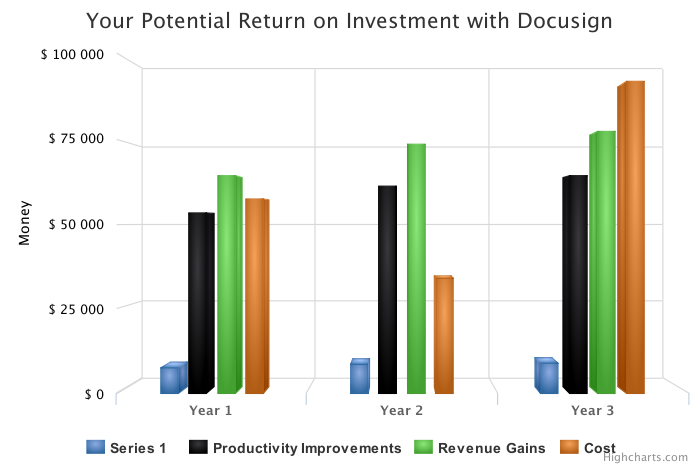 Your Potential Return on Investment with Docusign
$ 100 000
$ 75 000
$ 50 000
$ 25 000
$ 0
Money
Year 1 Year 2 Year 3
Series 1 Productivity Improvements Revenue Gains Cost
Highcharts.com